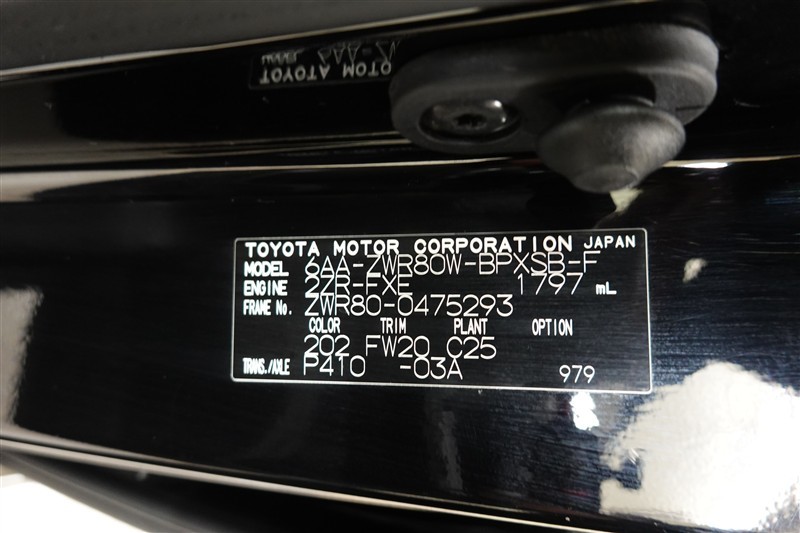 TOYOTA MOTOR CORPORATION JAPAN
MODEL 6AA-ZWR80W-BPXSB-F
ENGINE 2ZR-FXE 1797 mL
FRAME No. ZWR80-0475293
COLOR TRIM PLANT OPTION
202 FW20 C25
TRANS./AXLE P410 -03A 979